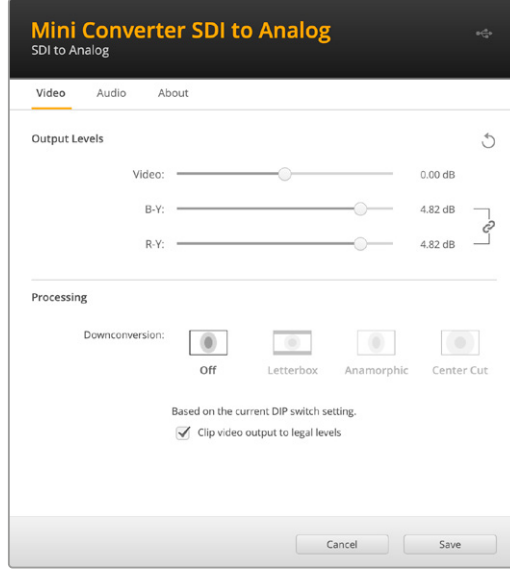 Mini Converter SDI to Analog
SDI to Analog
Video Audio About
Output Levels
Video: 0.00 dB
B-Y: 4.82 dB
R-Y: 4.82 dB
Processing
Downconversion:
Off Letterbox Anamorphic Center Cut
Based on the current DIP switch setting.
Clip video output to legal levels
Cancel Save